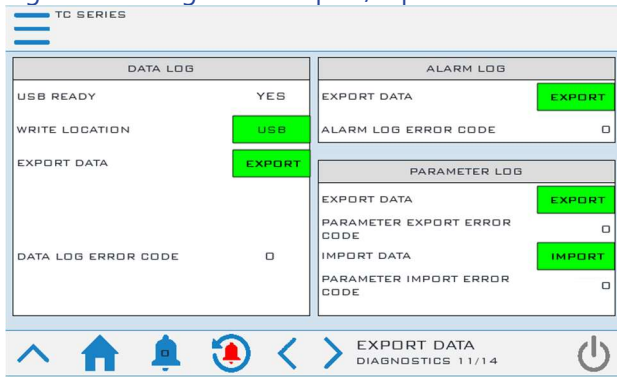 TC SERIES
DATA LOG
USB READY YES
WRITE LOCATION USB
EXPORT DATA EXPORT
DATA LOG ERROR CODE 0
ALARM LOG
EXPORT DATA EXPORT
ALARM LOG ERROR CODE 0
PARAMETER LOG
EXPORT DATA EXPORT
PARAMETER EXPORT ERROR
CODE 0
IMPORT DATA IMPORT
PARAMETER IMPORT ERROR
CODE 0
0
EXPORT DATA
DIAGNOSTICS 11/14